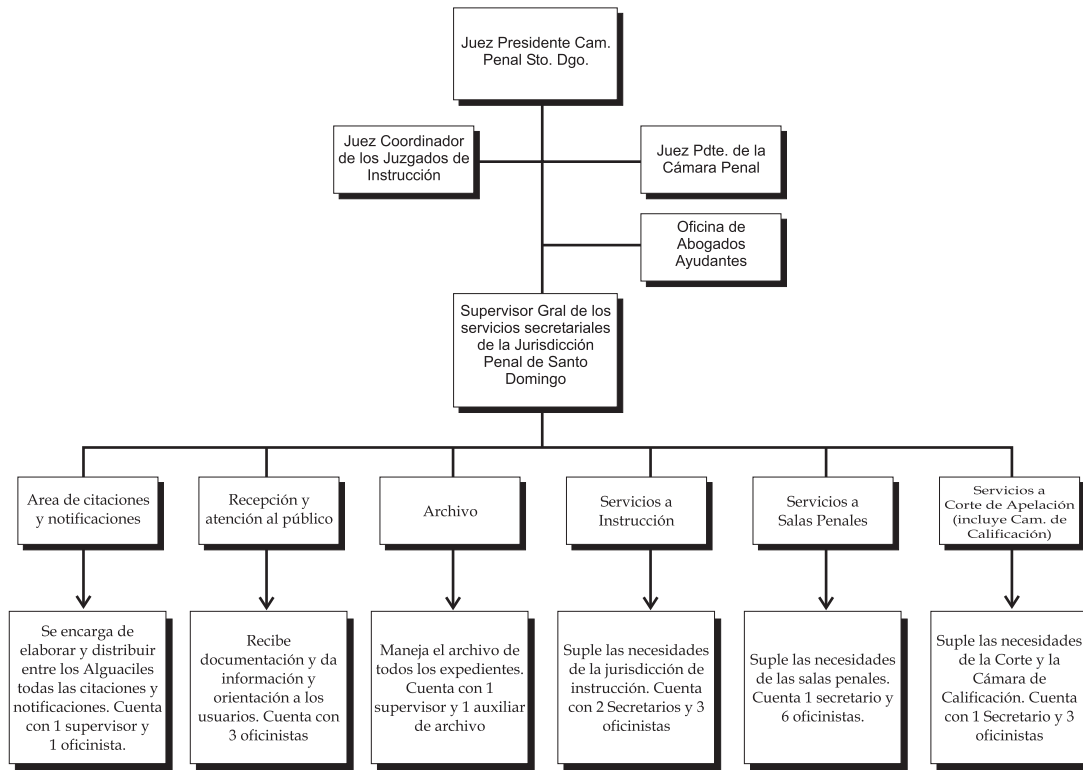 Juez Presidente Cam.
Penal Sto. Dgo.
Juez Coordinador
de los Juzgados de
Instrucción
Juez Pdte. de la
Cámara Penal
Oficina de
Abogados
Ayudantes
Supervisor Gral de los
servicios secretariales
de la Jurisdicción
Penal de Santo
Domingo
Area de citaciones
y notificaciones
Recepción y
atención al público
Archivo
Servicios a
Instrucción
Servicios a
Salas Penales
Servicios a
Corte de Apelación
(incluye Cam. de
Calificación)
Se encarga de
elaborar y distribuir
entre los Alguaciles
todas las citaciones y
notificaciones. Cuenta
con 1 supervisor y
1 oficinista.
Recibe
documentación y da
información y
orientación a los
usuarios. Cuenta con
3 oficinistas
Maneja el archivo de
todos los expedientes.
Cuenta con 1
supervisor y 1 auxiliar
de archivo
Suple las necesidades
de la jurisdicción de
instrucción. Cuenta
con 2 Secretarios y 3
oficinistas
Suple las necesidades
de las salas penales.
Cuenta 1 secretario y
6 oficinistas.
Suple las necesidades
de la Corte y la
Cámara de
Calificación. Cuenta
con 1 Secretario y 3
oficinistas